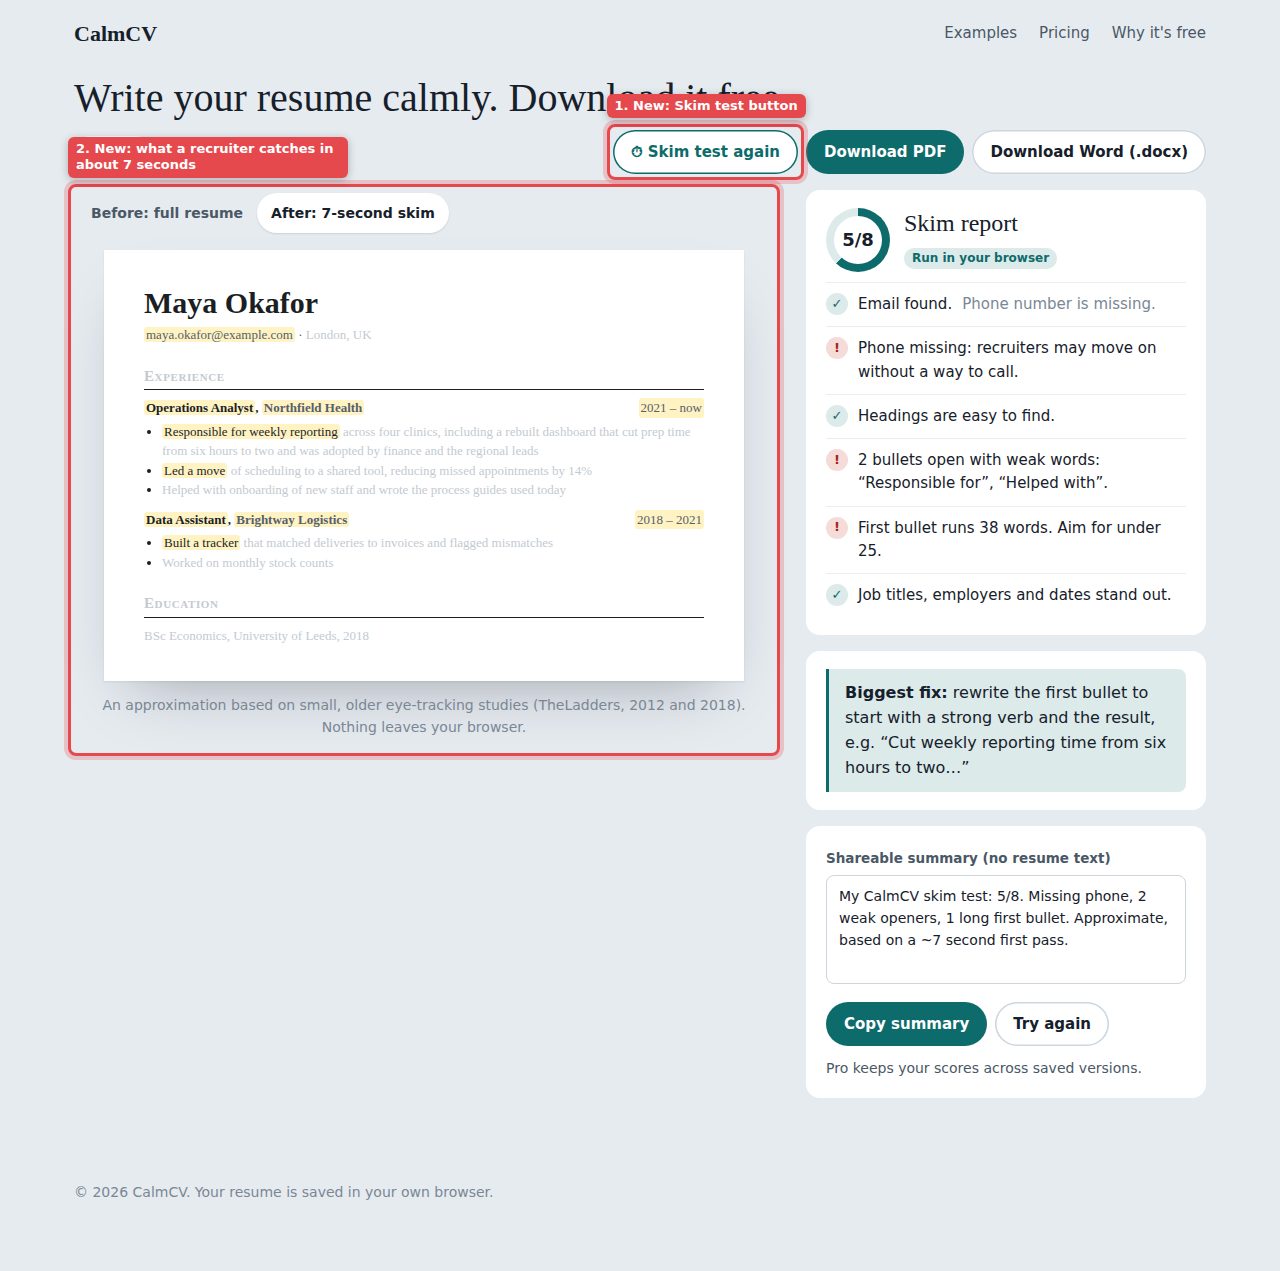 CalmCV
Examples Pricing Why it's free
Write your resume calmly. Download it free
1. New: Skim test button
2. New: what a recruiter catches in
about 7 seconds
⏱ Skim test again
Download PDF
Download Word (.docx)
Before: full resume
After: 7-second skim
Maya Okafor
maya.okafor@example.com · London, UK
Experience
Operations Analyst, Northfield Health 2021 – now
• Responsible for weekly reporting across four clinics, including a rebuilt dashboard that cut prep time
from six hours to two and was adopted by finance and the regional leads
• Led a move of scheduling to a shared tool, reducing missed appointments by 14%
• Helped with onboarding of new staff and wrote the process guides used today
Data Assistant, Brightway Logistics 2018 – 2021
• Built a tracker that matched deliveries to invoices and flagged mismatches
• Worked on monthly stock counts
Education
BSc Economics, University of Leeds, 2018
An approximation based on small, older eye-tracking studies (TheLadders, 2012 and 2018).
Nothing leaves your browser.
5/8
Skim report
Run in your browser
✓ Email found. Phone number is missing.
! Phone missing: recruiters may move on
without a way to call.
✓ Headings are easy to find.
! 2 bullets open with weak words:
“Responsible for”, “Helped with”.
! First bullet runs 38 words. Aim for under
25.
✓ Job titles, employers and dates stand out.
Biggest fix: rewrite the first bullet to
start with a strong verb and the result,
e.g. “Cut weekly reporting time from six
hours to two…”
Shareable summary (no resume text)
My CalmCV skim test: 5/8. Missing phone, 2
weak openers, 1 long first bullet. Approximate,
based on a ~7 second first pass.
Copy summary
Try again
Pro keeps your scores across saved versions.
© 2026 CalmCV. Your resume is saved in your own browser.